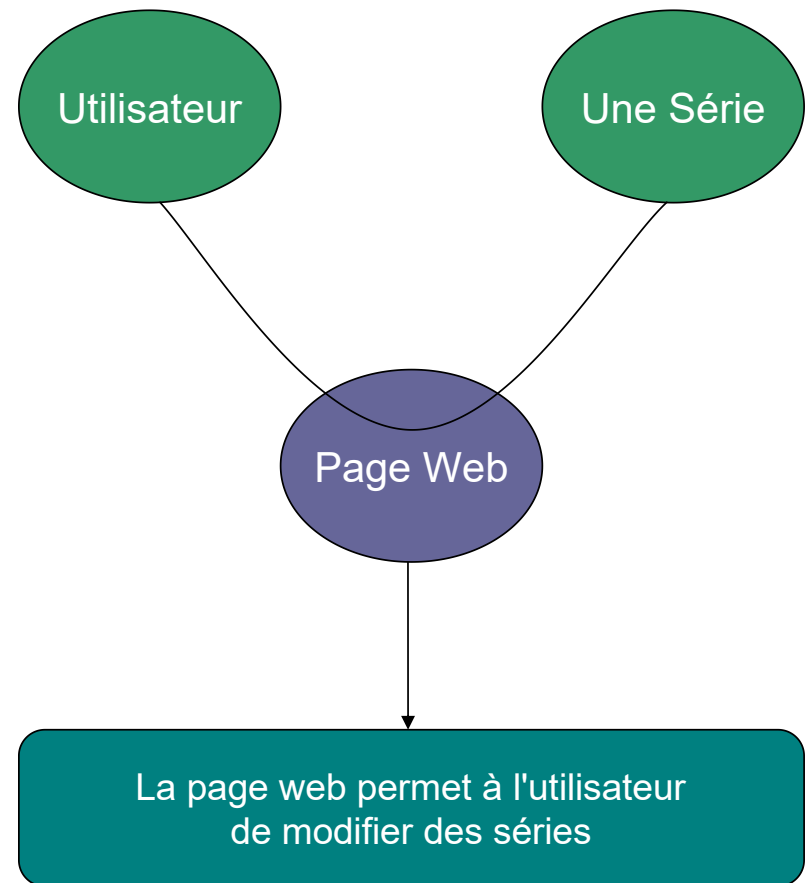 Utilisateur
Une Série
Page Web
La page web permet à l'utilisateur
de modifier des séries